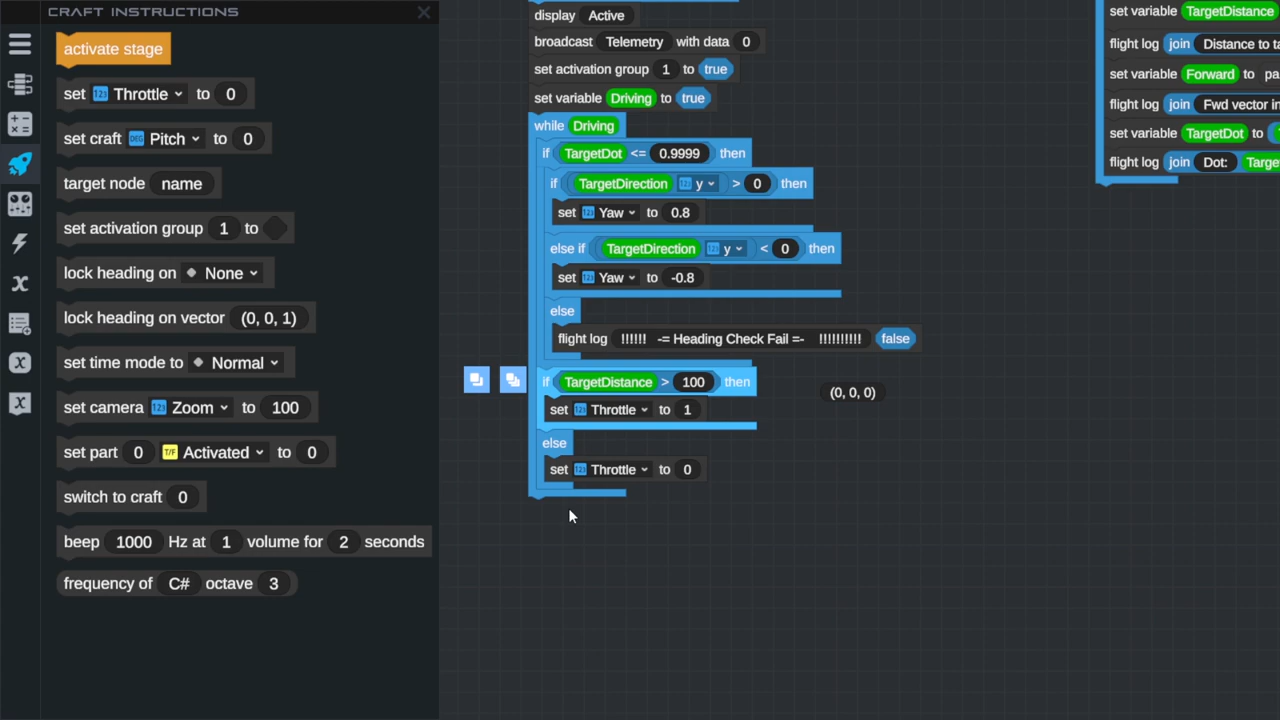 CRAFT INSTRUCTIONS
activate stage
set 123 Throttle to 0
set craft Pitch to 0
target node name
set activation group 1 to
lock heading on None
lock heading on vector (0, 0, 1)
set time mode to Normal
set camera 123 Zoom to 100
set part 0 T/F Activated to 0
switch to craft 0
beep 1000 Hz at 1 volume for 2 seconds
frequency of C# octave 3
display Active
broadcast Telemetry with data 0
set activation group 1 to true
set variable Driving to true
while Driving
if TargetDot <= 0.9999 then
if TargetDirection 123 y > 0 then
set 123 Yaw to 0.8
else if TargetDirection 123 y < 0 then
set 123 Yaw to -0.8
else
flight log !!!!!! -= Heading Check Fail =- !!!!!!!!!! false
if TargetDistance > 100 then
set 123 Throttle to 1
else
set 123 Throttle to 0
(0, 0, 0)
set variable TargetDistance
flight log join Distance to
set variable Forward to
flight log join Fwd vector
set variable TargetDot to
flight log join Dot: